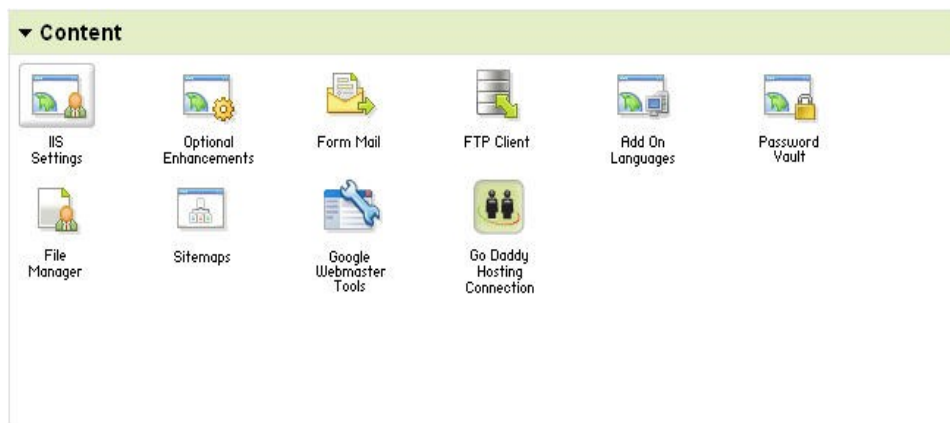 Content
IIS
Settings
Optional
Enhancements
Form Mail
FTP Client
Add On
Languages
Password
Vault
File
Manager
Sitemaps
Google
Webmaster
Tools
Go Daddy
Hosting
Connection